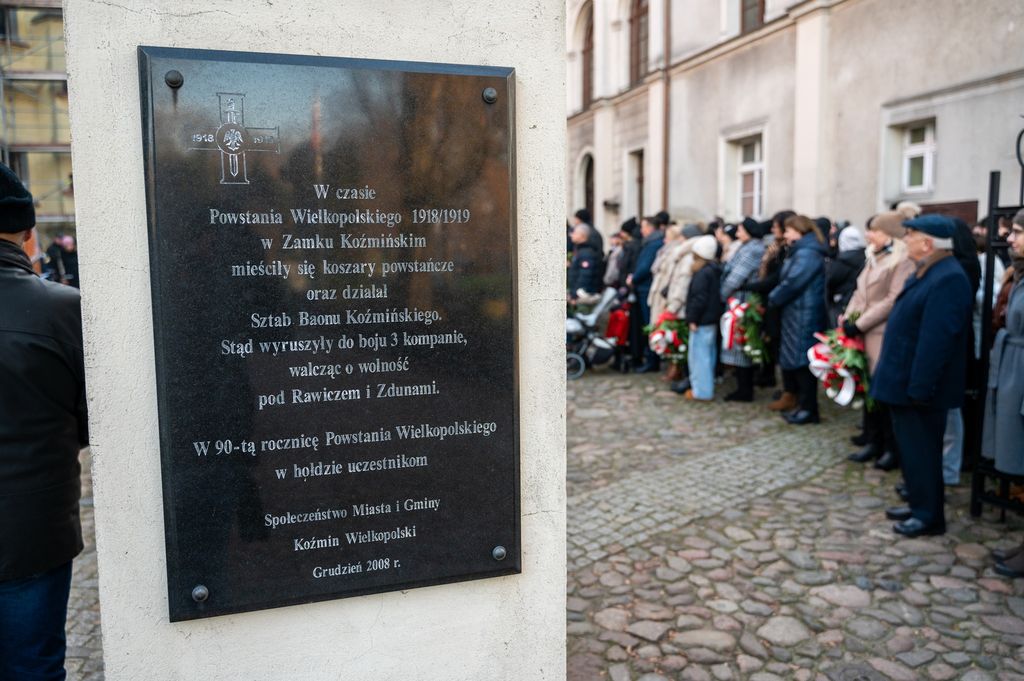 1918 1919
W czasie
Powstania Wielkopolskiego 1918/1919
w Zamku Koźmińskim
mieściły się koszary powstańcze
oraz działał
Sztab Baonu Koźmińskiego.
Stąd wyruszyły do boju 3 kompanie,
walcząc o wolność
pod Rawiczem i Zdunami.
W 90-tą rocznicę Powstania Wielkopolskiego
w hołdzie uczestnikom
Społeczeństwo Miasta i Gminy
Koźmin Wielkopolski
Grudzień 2008 r.